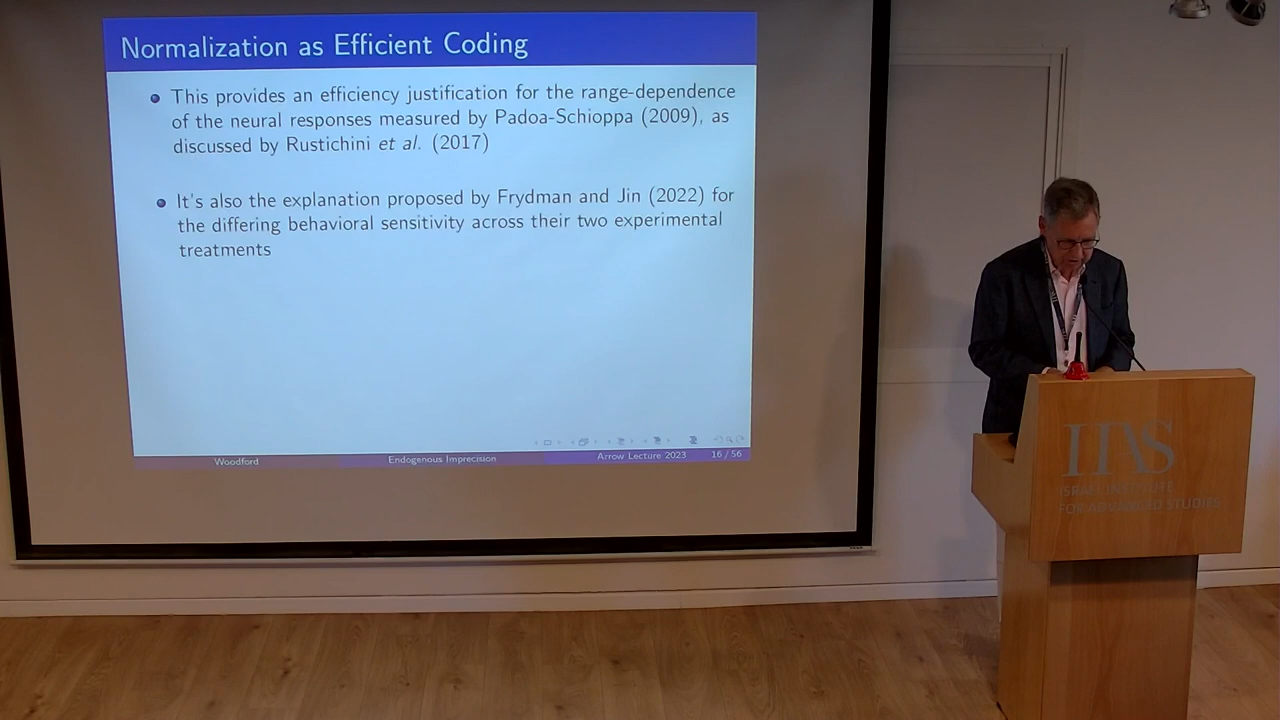 Normalization as Efficient Coding
This provides an efficiency justification for the range-dependence
of the neural responses measured by Padoa-Schioppa (2009), as
discussed by Rustichini et al. (2017)
It's also the explanation proposed by Frydman and Jin (2022) for
the differing behavioral sensitivity across their two experimental
treatments
Woodford
Endogenous Imprecision
Arrow Lecture 2023
16 / 56
IIAS
ISRAEL INSTITUTE
FOR ADVANCED STUDIES